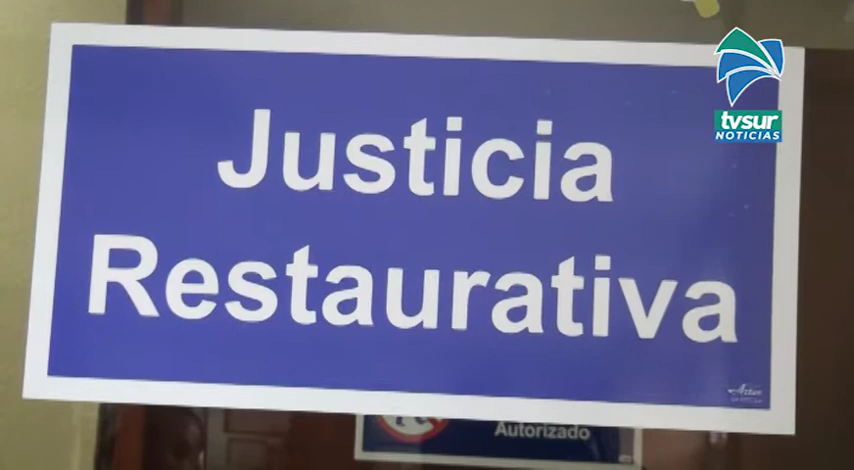 tvsur
NOTICIAS
Justicia
Restaurativa
Autorizado